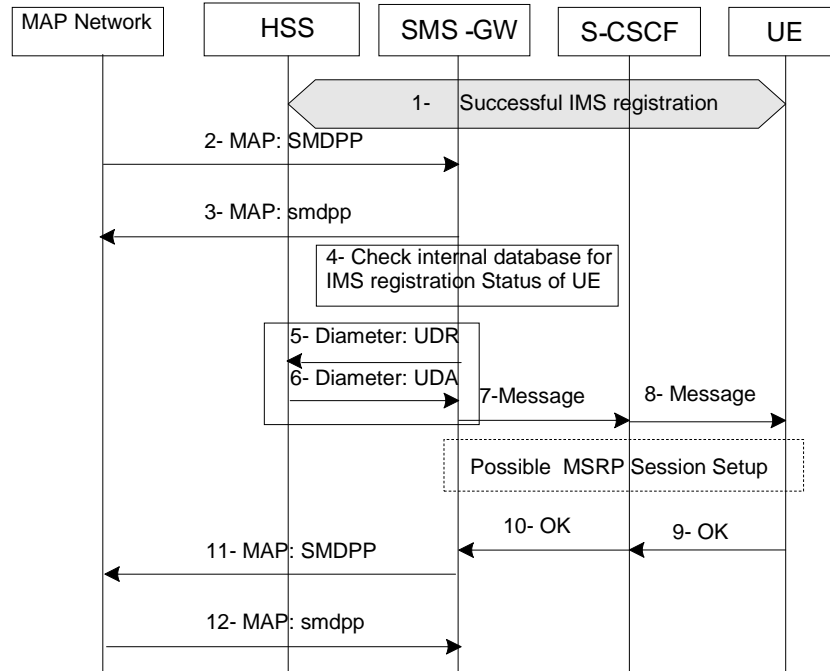 MAP Network
HSS
SMS -GW
S-CSCF
UE
1- Successful IMS registration
2- MAP: SMDPP
3- MAP: smdpp
4- Check internal database for
IMS registration Status of UE
5- Diameter: UDR
6- Diameter: UDA
7-Message
8- Message
Possible MSRP Session Setup
10- OK
9- OK
11- MAP: SMDPP
12- MAP: smdpp